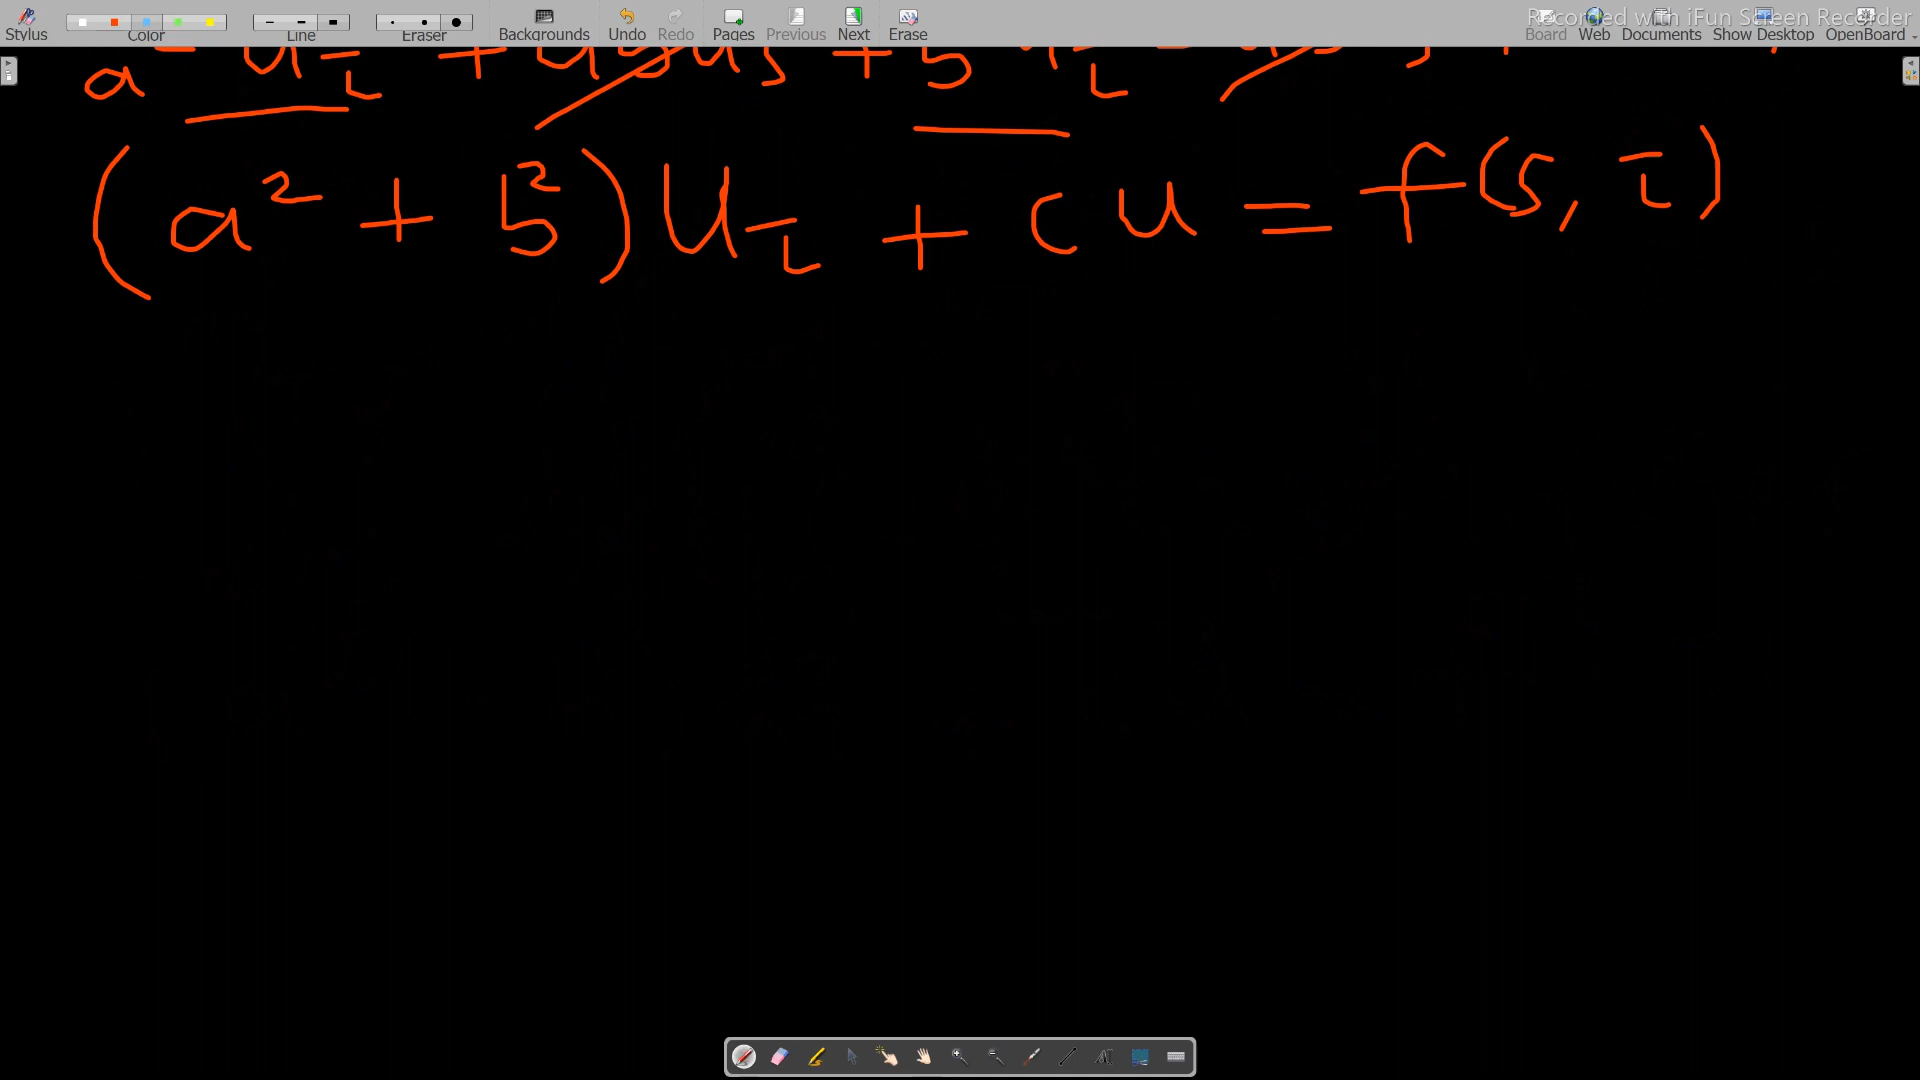 Stylus Color Line Eraser Backgrounds Undo Redo Pages Previous Next Erase Board Web Documents Show Desktop OpenBoard
Recorded with iFun Screen Recorder
(a² + b²) U_τ + cu = f(s, τ)